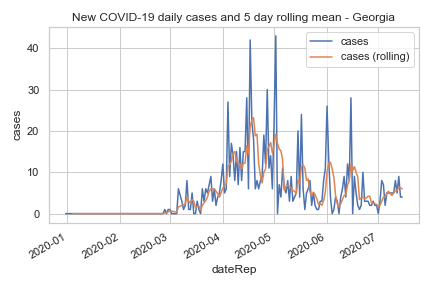 New COVID-19 daily cases and 5 day rolling mean - Georgia
cases
cases (rolling)
40
30
20
10
0
cases
2020-01
2020-02
2020-03
2020-04
2020-05
2020-06
2020-07
dateRep